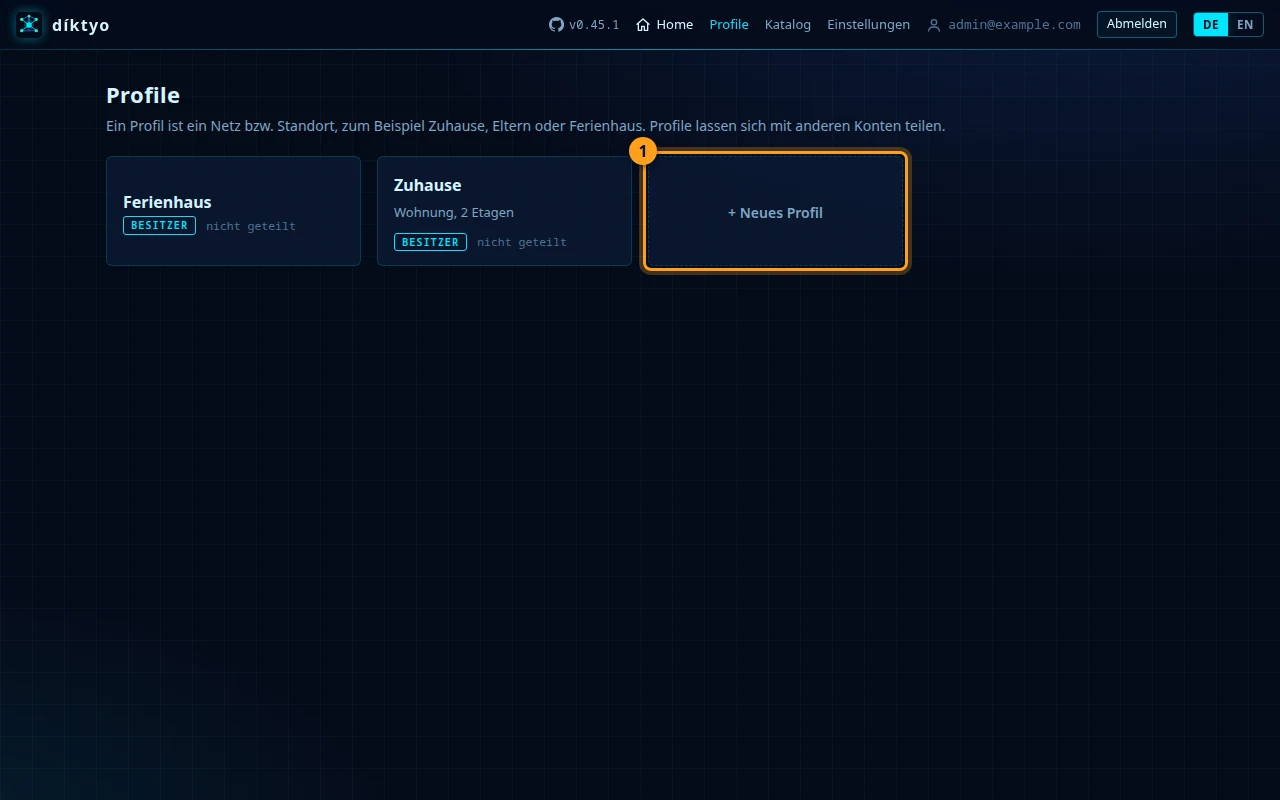 díktyo
v0.45.1 Home Profile Katalog Einstellungen admin@example.com Abmelden DE EN
Profile
Ein Profil ist ein Netz bzw. Standort, zum Beispiel Zuhause, Eltern oder Ferienhaus. Profile lassen sich mit anderen Konten teilen.
1
Ferienhaus
BESITZER nicht geteilt
Zuhause
Wohnung, 2 Etagen
BESITZER nicht geteilt
+ Neues Profil